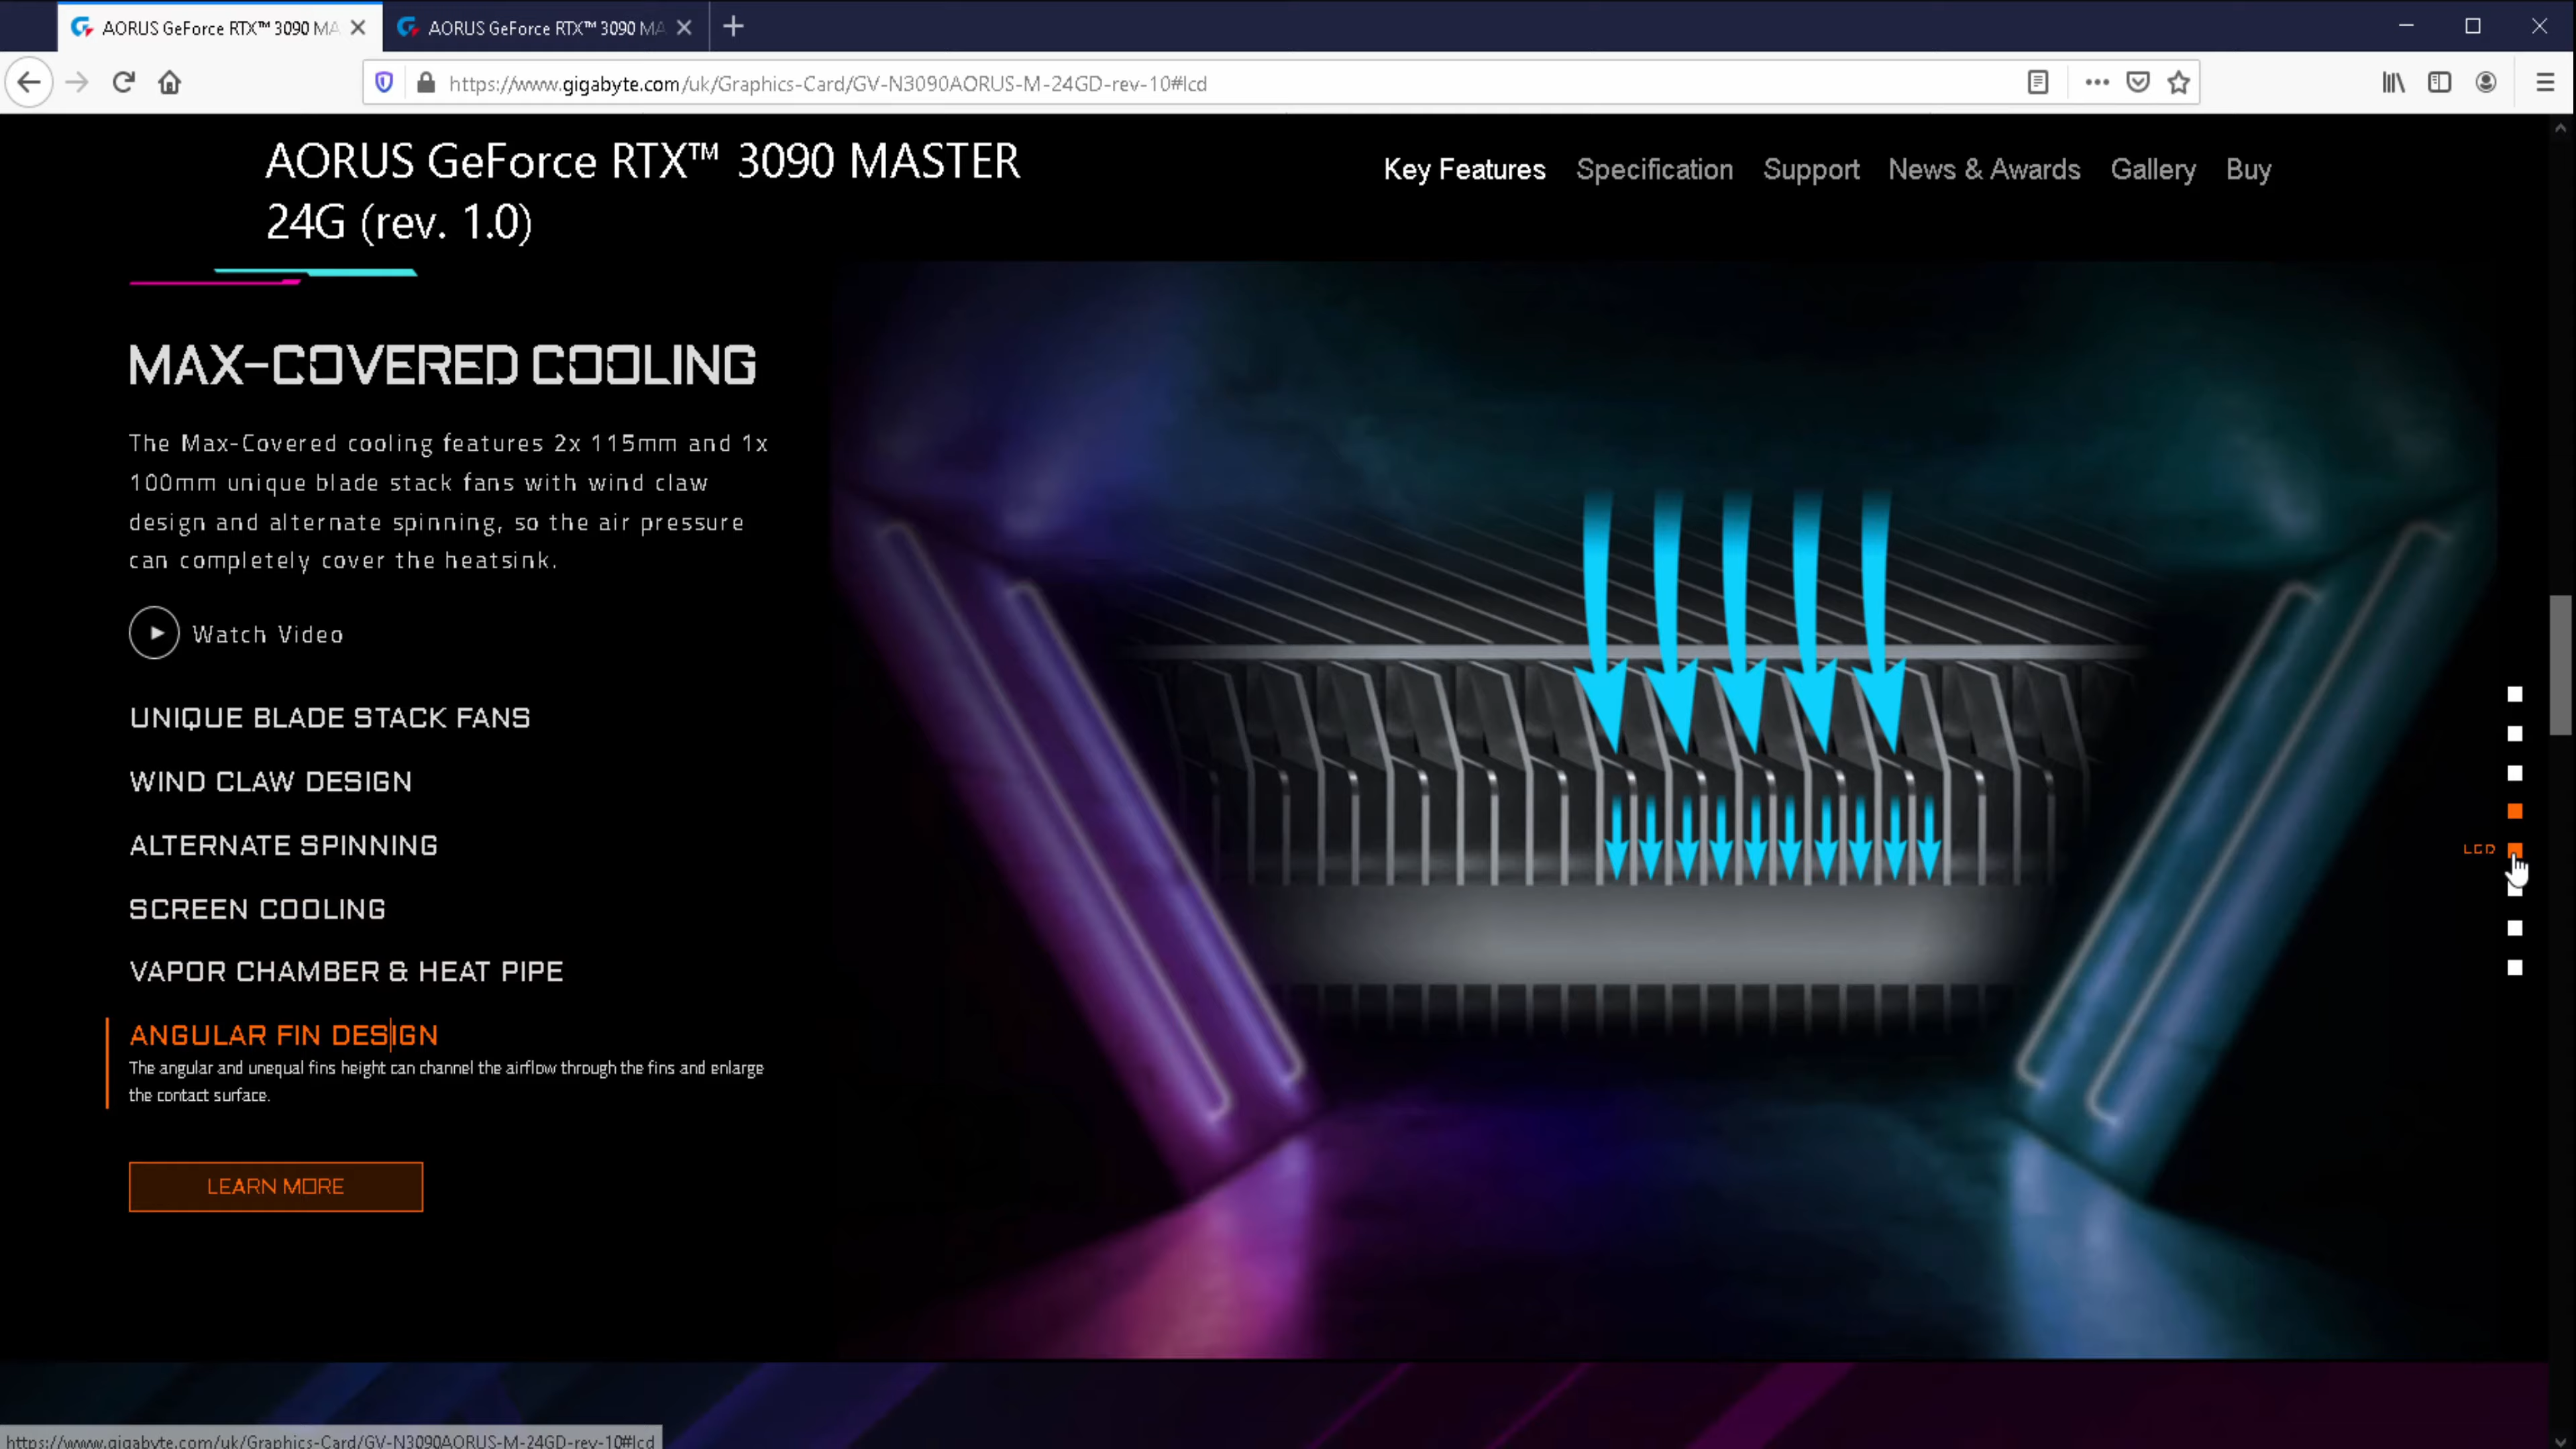 AORUS GeForce RTX™ 3090 MA
AORUS GeForce RTX™ 3090 MA
https://www.gigabyte.com/uk/Graphics-Card/GV-N3090AORUS-M-24GD-rev-10#lcd
AORUS GeForce RTX™ 3090 MASTER
24G (rev. 1.0)
Key Features Specification Support News & Awards Gallery Buy
MAX-COVERED COOLING
The Max-Covered cooling features 2x 115mm and 1x
100mm unique blade stack fans with wind claw
design and alternate spinning, so the air pressure
can completely cover the heatsink.
Watch Video
UNIQUE BLADE STACK FANS
WIND CLAW DESIGN
ALTERNATE SPINNING
LCD
SCREEN COOLING
VAPOR CHAMBER & HEAT PIPE
ANGULAR FIN DESIGN
The angular and unequal fins height can channel the airflow through the fins and enlarge
the contact surface.
LEARN MORE
https://www.gigabyte.com/uk/Graphics-Card/GV-N3090AORUS-M-24GD-rev-10#lcd